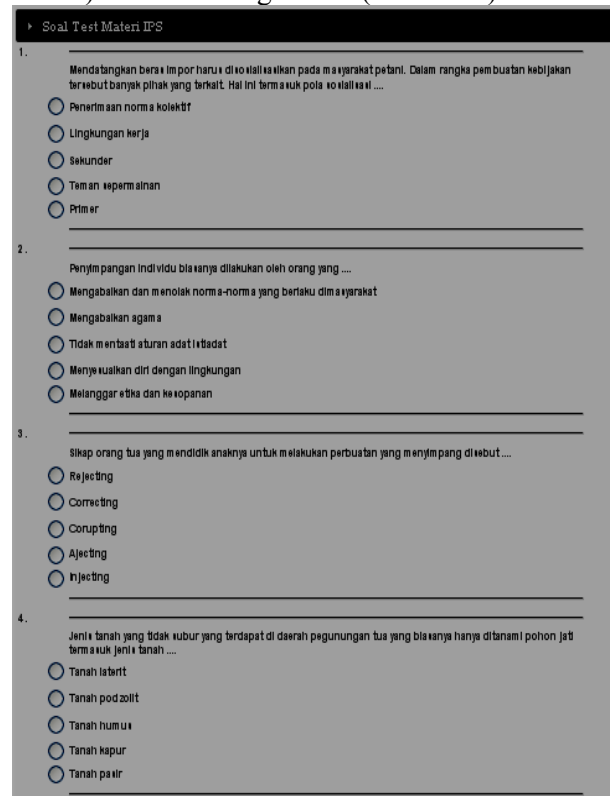 Soal Test Materi IPS
1.
Mendatangkan beras impor harus disosialisasikan pada masyarakat petani. Dalam rangka pembuatan kebijakan
tersebut banyak pihak yang terkait. Hal ini termasuk pola sosialisasi ....
Penerimaan norma kolektif
Lingkungan kerja
Sekunder
Teman sepermainan
Primer
2.
Penyimpangan individu biasanya dilakukan oleh orang yang ....
Mengabaikan dan menolak norma-norma yang berlaku dimasyarakat
Mengabaikan agama
Tidak mentaati aturan adat istiadat
Menyesuaikan diri dengan lingkungan
Melanggar etika dan kesopanan
3.
Sikap orang tua yang mendidik anaknya untuk melakukan perbuatan yang menyimpang disebut ....
Rejecting
Correcting
Corupting
Ajecting
Injecting
4.
Jenis tanah yang tidak subur yang terdapat di daerah pegunungan tua yang biasanya hanya ditanami pohon jati
termasuk jenis tanah ....
Tanah laterit
Tanah podzolit
Tanah humus
Tanah kapur
Tanah pasir